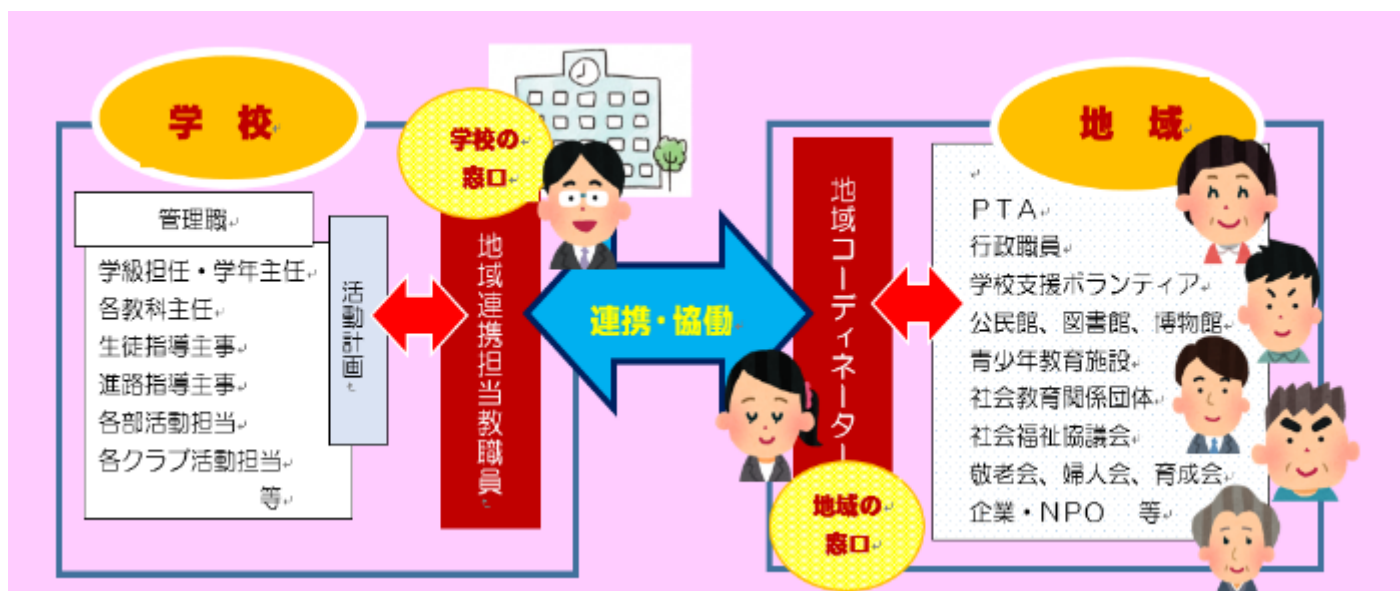 学 校
学校の
窓口
管理職
学級担任・学年主任
各教科主任
生徒指導主事
進路指導主事
各部活動担当
各クラブ活動担当
等
活動計画
地域連携担当教職員
連携・協働
地域コーディネーター
地域の
窓口
地 域
PTA
行政職員
学校支援ボランティア
公民館、図書館、博物館
青少年教育施設
社会教育関係団体
社会福祉協議会
敬老会、婦人会、育成会
企業・NPO 等